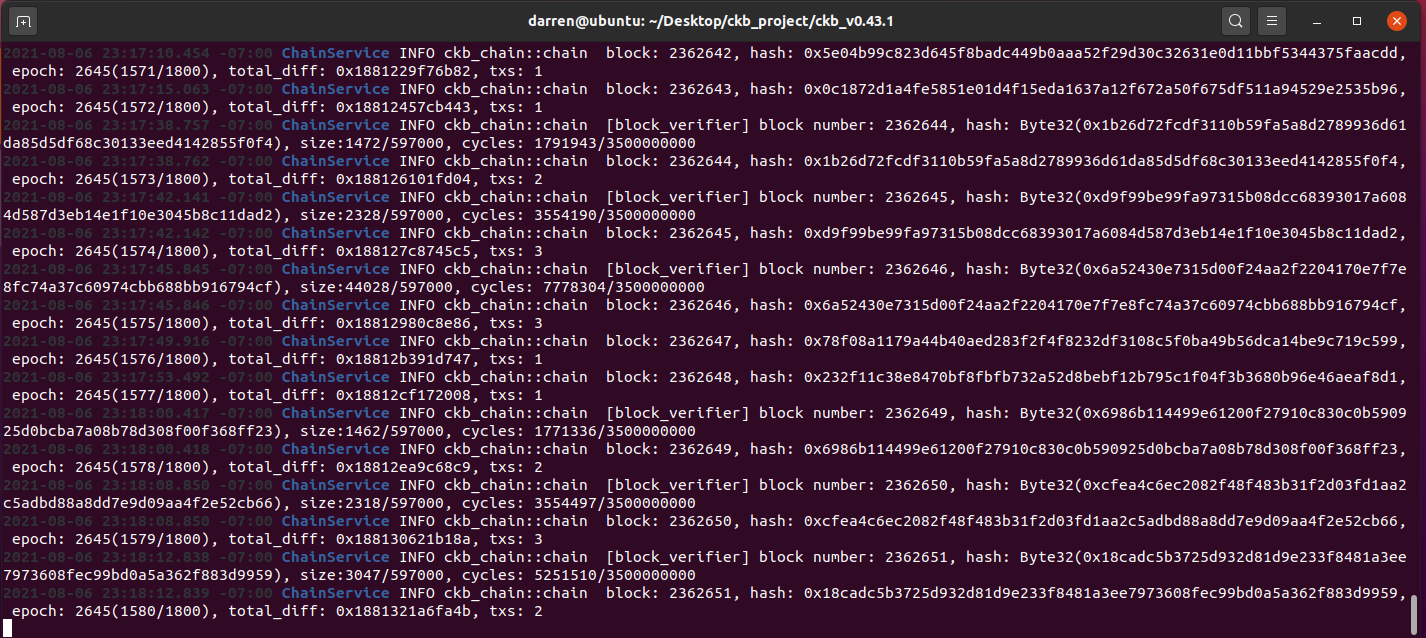 darren@ubuntu: ~/Desktop/ckb_project/ckb_v0.43.1
2021-08-06 23:17:10.454 -07:00 ChainService INFO ckb_chain::chain  block: 2362642, hash: 0x5e04b99c823d645f8badc449b0aaa52f29d30c32631e0d11bbf5344375faacdd,
 epoch: 2645(1571/1800), total_diff: 0x1881229f76b82, txs: 1
2021-08-06 23:17:15.063 -07:00 ChainService INFO ckb_chain::chain  block: 2362643, hash: 0x0c1872d1a4fe5851e01d4f15eda1637a12f672a50f675df511a94529e2535b96,
 epoch: 2645(1572/1800), total_diff: 0x18812457cb443, txs: 1
2021-08-06 23:17:38.757 -07:00 ChainService INFO ckb_chain::chain  [block_verifier] block number: 2362644, hash: Byte32(0x1b26d72fcdf3110b59fa5a8d2789936d61
da85d5df68c30133eed4142855f0f4), size:1472/597000, cycles: 1791943/3500000000
2021-08-06 23:17:38.762 -07:00 ChainService INFO ckb_chain::chain  block: 2362644, hash: 0x1b26d72fcdf3110b59fa5a8d2789936d61da85d5df68c30133eed4142855f0f4,
 epoch: 2645(1573/1800), total_diff: 0x188126101fd04, txs: 2
2021-08-06 23:17:42.141 -07:00 ChainService INFO ckb_chain::chain  [block_verifier] block number: 2362645, hash: Byte32(0xd9f99be99fa97315b08dcc68393017a608
4d587d3eb14e1f10e3045b8c11dad2), size:2328/597000, cycles: 3554190/3500000000
2021-08-06 23:17:42.142 -07:00 ChainService INFO ckb_chain::chain  block: 2362645, hash: 0xd9f99be99fa97315b08dcc68393017a6084d587d3eb14e1f10e3045b8c11dad2,
 epoch: 2645(1574/1800), total_diff: 0x188127c8745c5, txs: 3
2021-08-06 23:17:45.845 -07:00 ChainService INFO ckb_chain::chain  [block_verifier] block number: 2362646, hash: Byte32(0x6a52430e7315d00f24aa2f2204170e7f7e
8fc74a37c60974cbb688bb916794cf), size:44028/597000, cycles: 7778304/3500000000
2021-08-06 23:17:45.846 -07:00 ChainService INFO ckb_chain::chain  block: 2362646, hash: 0x6a52430e7315d00f24aa2f2204170e7f7e8fc74a37c60974cbb688bb916794cf,
 epoch: 2645(1575/1800), total_diff: 0x18812980c8e86, txs: 3
2021-08-06 23:17:49.916 -07:00 ChainService INFO ckb_chain::chain  block: 2362647, hash: 0x78f08a1179a44b40aed283f2f4f8232df3108c5f0ba49b56dca14be9c719c599,
 epoch: 2645(1576/1800), total_diff: 0x18812b391d747, txs: 1
2021-08-06 23:17:53.492 -07:00 ChainService INFO ckb_chain::chain  block: 2362648, hash: 0x232f11c38e8470bf8fbfb732a52d8bebf12b795c1f04f3b3680b96e46aeaf8d1,
 epoch: 2645(1577/1800), total_diff: 0x18812cf172008, txs: 1
2021-08-06 23:18:00.417 -07:00 ChainService INFO ckb_chain::chain  [block_verifier] block number: 2362649, hash: Byte32(0x6986b114499e61200f27910c830c0b5909
25d0bcba7a08b78d308f00f368ff23), size:1462/597000, cycles: 1771336/3500000000
2021-08-06 23:18:00.418 -07:00 ChainService INFO ckb_chain::chain  block: 2362649, hash: 0x6986b114499e61200f27910c830c0b590925d0bcba7a08b78d308f00f368ff23,
 epoch: 2645(1578/1800), total_diff: 0x18812ea9c68c9, txs: 2
2021-08-06 23:18:08.850 -07:00 ChainService INFO ckb_chain::chain  [block_verifier] block number: 2362650, hash: Byte32(0xcfea4c6ec2082f48f483b31f2d03fd1aa2
c5adbd88a8dd7e9d09aa4f2e52cb66), size:2318/597000, cycles: 3554497/3500000000
2021-08-06 23:18:08.850 -07:00 ChainService INFO ckb_chain::chain  block: 2362650, hash: 0xcfea4c6ec2082f48f483b31f2d03fd1aa2c5adbd88a8dd7e9d09aa4f2e52cb66,
 epoch: 2645(1579/1800), total_diff: 0x188130621b18a, txs: 3
2021-08-06 23:18:12.838 -07:00 ChainService INFO ckb_chain::chain  [block_verifier] block number: 2362651, hash: Byte32(0x18cadc5b3725d932d81d9e233f8481a3ee
7973608fec99bd0a5a362f883d9959), size:3047/597000, cycles: 5251510/3500000000
2021-08-06 23:18:12.839 -07:00 ChainService INFO ckb_chain::chain  block: 2362651, hash: 0x18cadc5b3725d932d81d9e233f8481a3ee7973608fec99bd0a5a362f883d9959,
 epoch: 2645(1580/1800), total_diff: 0x1881321a6fa4b, txs: 2